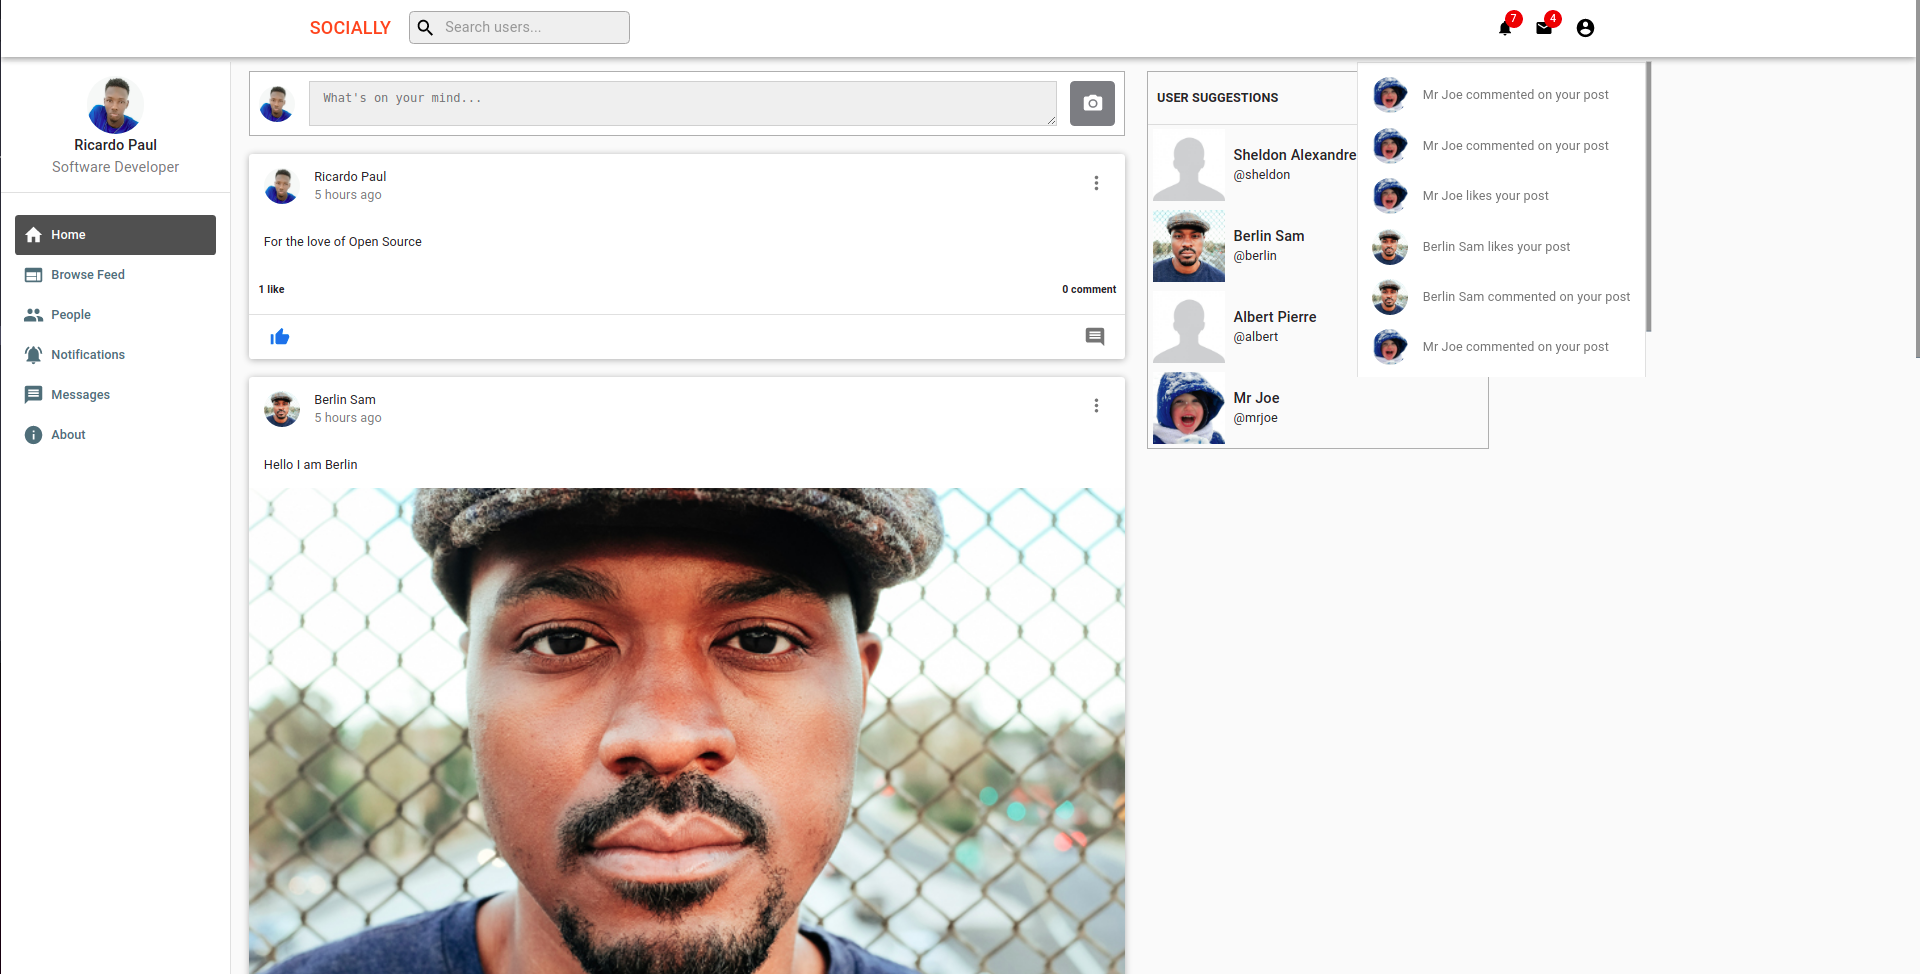 SOCIALLY
Search users...
7
4
Ricardo Paul
Software Developer
Home
Browse Feed
People
Notifications
Messages
About
What's on your mind...
Ricardo Paul
5 hours ago
For the love of Open Source
1 like
0 comment
Berlin Sam
5 hours ago
Hello I am Berlin
USER SUGGESTIONS
Sheldon Alexandre
@sheldon
Berlin Sam
@berlin
Albert Pierre
@albert
Mr Joe
@mrjoe
Mr Joe commented on your post
Mr Joe commented on your post
Mr Joe likes your post
Berlin Sam likes your post
Berlin Sam commented on your post
Mr Joe commented on your post